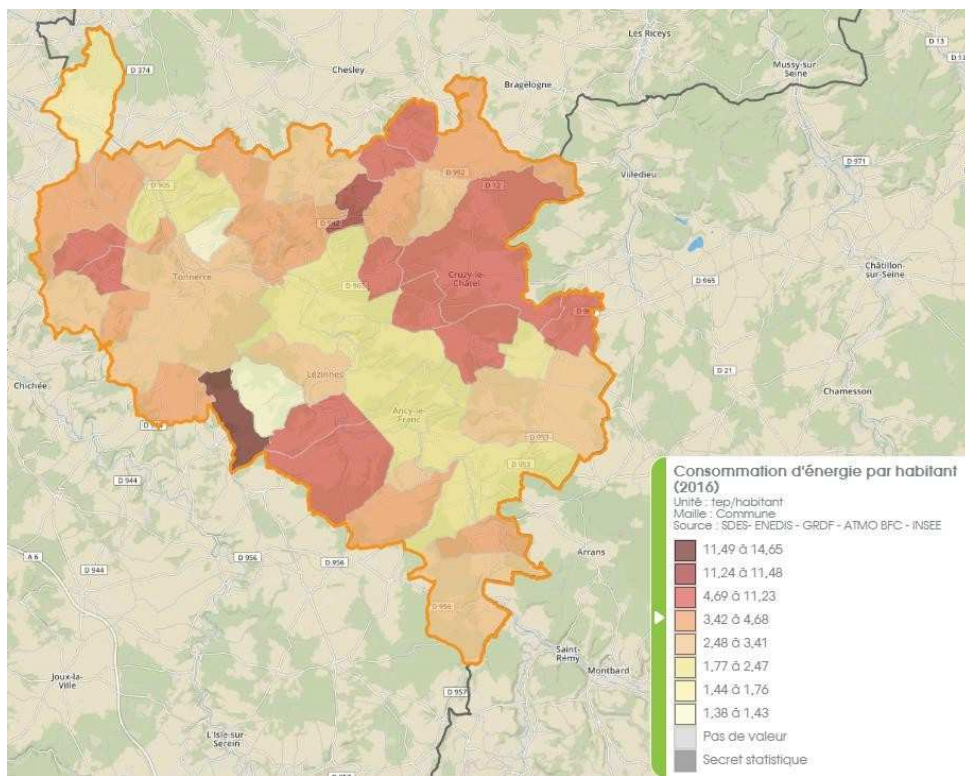 Les Riceys
D 13
D 13
D 374
Chesley
Mussy-sur-Seine
Bragelogne
D 971
D 952
D 905
D 12
Villedieu
D 952
Tonnerre
Cruzy-le-Châtel
Châtillon-sur-Seine
D 965
D 965
Lézinnes
Chichée
D 21
Chamesson
Ancy-le-Franc
D 953
D 953
D 944
D 944
D 956
D 956
Arrans
A 6
D 956
Saint-Rémy
Montbard
Joux-la-Ville
D 957
L'Isle-sur-Serein
Consommation d'énergie par habitant
(2016)
Unité : tep/habitant
Maille : Commune
Source : SDES- ENEDIS - GRDF - ATMO BFC - INSEE
11,49 à 14,65
11,24 à 11,48
4,69 à 11,23
3,42 à 4,68
2,48 à 3,41
1,77 à 2,47
1,44 à 1,76
1,38 à 1,43
Pas de valeur
Secret statistique